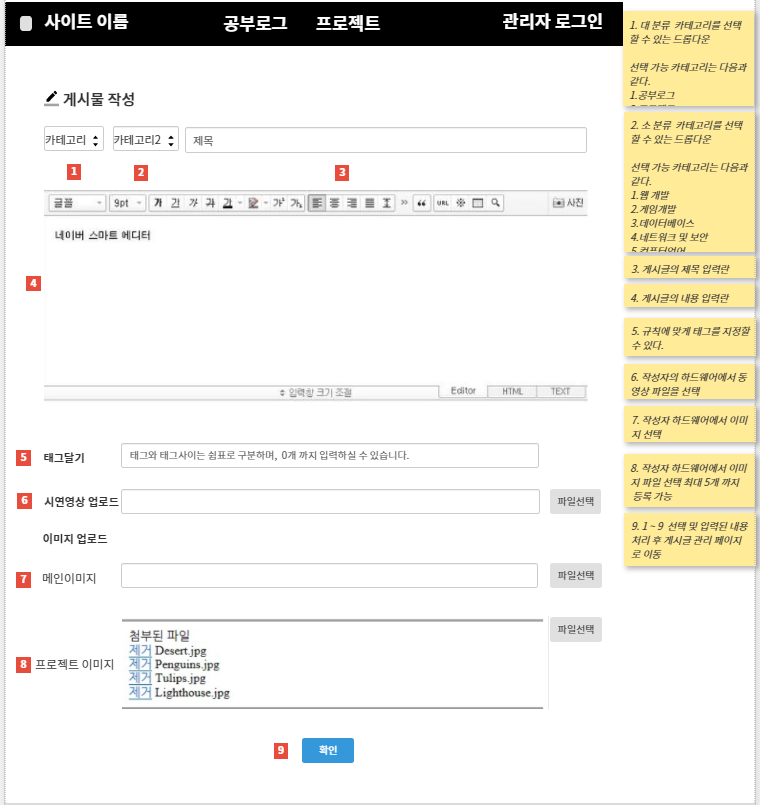 사이트 이름 공부로그 프로젝트 관리자 로그인
게시물 작성
카테고리 카테고리2 제목
1 2 3
글꼴 9pt 가 간 가 과 가 가 가 URL 사진
네이버 스마트 에디터
4
입력창 크기 조절 Editor HTML TEXT
5 태그달기 태그와 태그사이는 쉼표로 구분하며, 0개 까지 입력하실 수 있습니다.
6 시연영상 업로드 파일선택
이미지 업로드
7 메인이미지 파일선택
첨부된 파일 파일선택
제거 Desert.jpg
제거 Penguins.jpg
8 프로젝트 이미지
제거 Tulips.jpg
제거 Lighthouse.jpg
9 확인
1. 대 분류 카테고리를 선택
할 수 있는 드롭다운
선택 가능 카테고리는 다음과
같다.
1.공부로그
2. 소 분류 카테고리를 선택
할 수 있는 드롭다운
선택 가능 카테고리는 다음과
같다.
1.웹 개발
2.게임개발
3.데이터베이스
4.네트워크 및 보안
5.컴퓨터언어
3. 게시글의 제목 입력란
4. 게시글의 내용 입력란
5. 규칙에 맞게 태그를 지정할
수 있다.
6. 작성자의 하드웨어에서 동
영상 파일을 선택
7. 작성자 하드웨어에서 이미
지 선택
8. 작성자 하드웨어에서 이미
지 파일 선택 최대 5개 까지
등록 가능
9. 1 ~ 9 선택 및 입력된 내용
처리 후 게시글 관리 페이지
로 이동